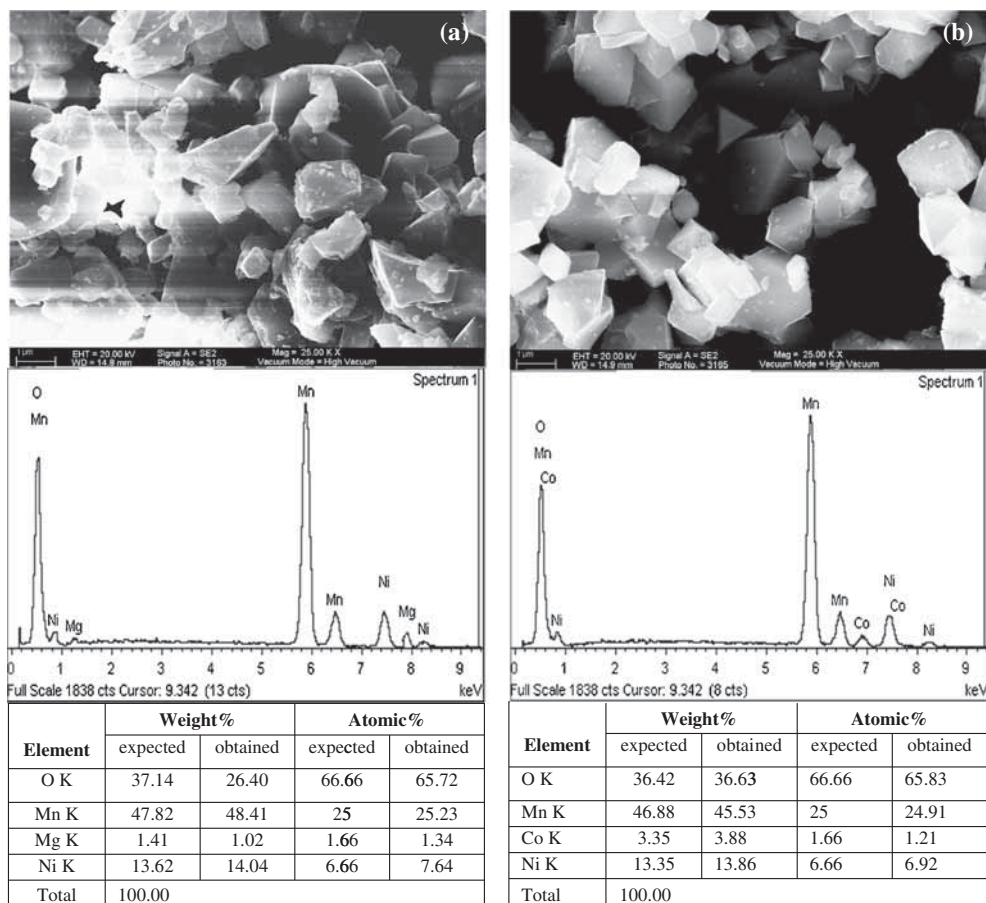 (a)
1 µm EHT = 20.00 kV Signal A = SE2 Mag = 25.00 K X
WD = 14.9 mm Photo No. = 3163 Vacuum Mode = High Vacuum
Spectrum 1
O
Mn
Mn
Ni
Mg
Mn
Ni
Mg
Ni
0 1 2 3 4 5 6 7 8 9
Full Scale 1838 cts Cursor: 9.342 (13 cts) keV
Element Weight% Atomic%
expected obtained expected obtained
O K 37.14 26.40 66.66 65.72
Mn K 47.82 48.41 25 25.23
Mg K 1.41 1.02 1.66 1.34
Ni K 13.62 14.04 6.66 7.64
Total 100.00
(b)
1 µm EHT = 20.00 kV Signal A = SE2 Mag = 25.00 K X
WD = 14.9 mm Photo No. = 3165 Vacuum Mode = High Vacuum
Spectrum 1
O
Mn
Co
Ni
Mn
Mn
Co
Ni
Co
Ni
0 1 2 3 4 5 6 7 8 9
Full Scale 1838 cts Cursor: 9.342 (8 cts) keV
Element Weight% Atomic%
expected obtained expected obtained
O K 36.42 36.63 66.66 65.83
Mn K 46.88 45.53 25 24.91
Co K 3.35 3.88 1.66 1.21
Ni K 13.35 13.86 6.66 6.92
Total 100.00